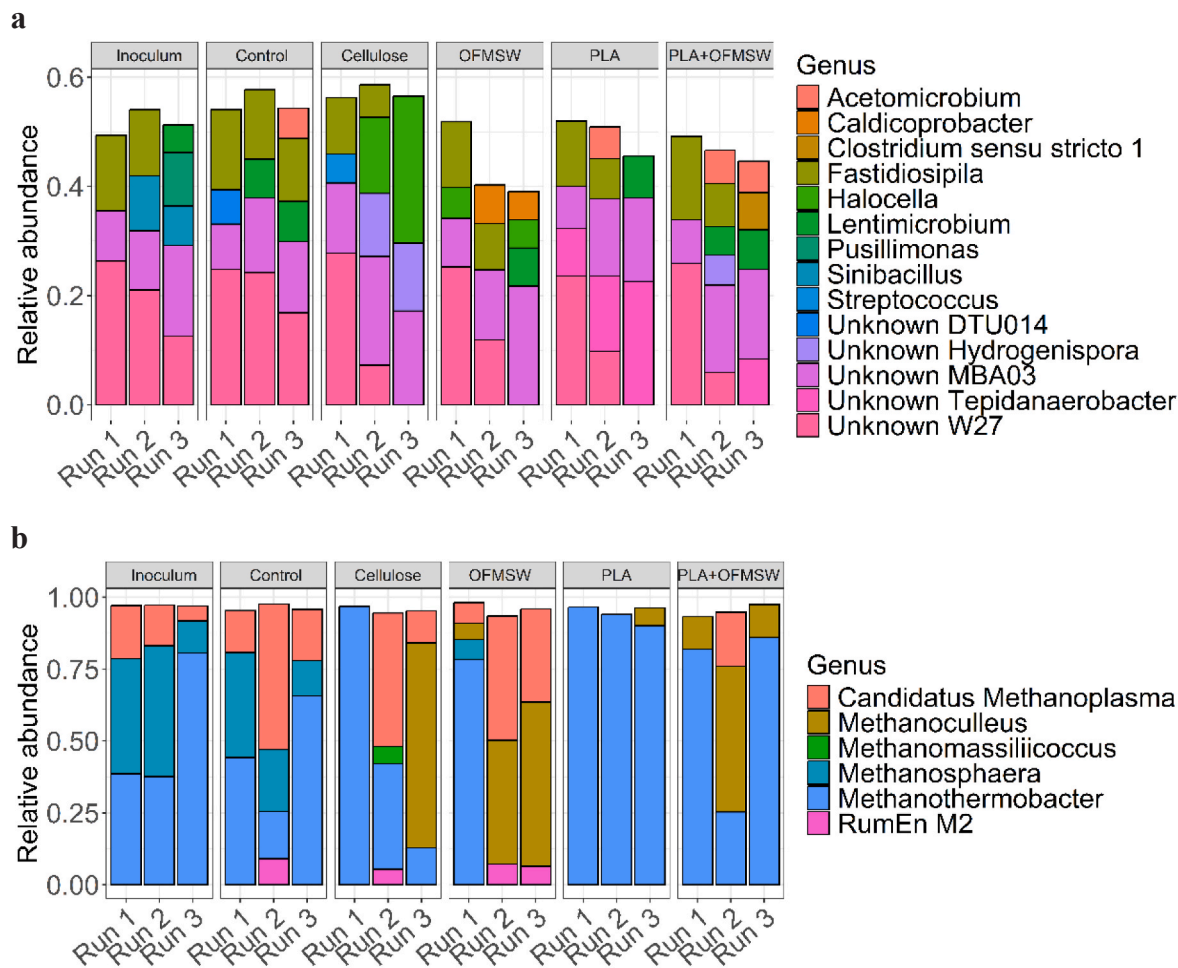 a
Inoculum Control Cellulose OFMSW PLA PLA+OFMSW
Relative abundance
0.6
0.4
0.2
0.0
Run 1 Run 2 Run 3 Run 1 Run 2 Run 3 Run 1 Run 2 Run 3 Run 1 Run 2 Run 3 Run 1 Run 2 Run 3 Run 1 Run 2 Run 3
Genus
Acetomicrobium
Caldicoprobacter
Clostridium sensu stricto 1
Fastidiosipila
Halocella
Lentimicrobium
Pusillimonas
Sinibacillus
Streptococcus
Unknown DTU014
Unknown Hydrogenispora
Unknown MBA03
Unknown Tepidanaerobacter
Unknown W27
b
Inoculum Control Cellulose OFMSW PLA PLA+OFMSW
Relative abundance
1.00
0.75
0.50
0.25
0.00
Run 1 Run 2 Run 3 Run 1 Run 2 Run 3 Run 1 Run 2 Run 3 Run 1 Run 2 Run 3 Run 1 Run 2 Run 3 Run 1 Run 2 Run 3
Genus
Candidatus Methanoplasma
Methanoculleus
Methanomassiliicoccus
Methanosphaera
Methanothermobacter
RumEn M2